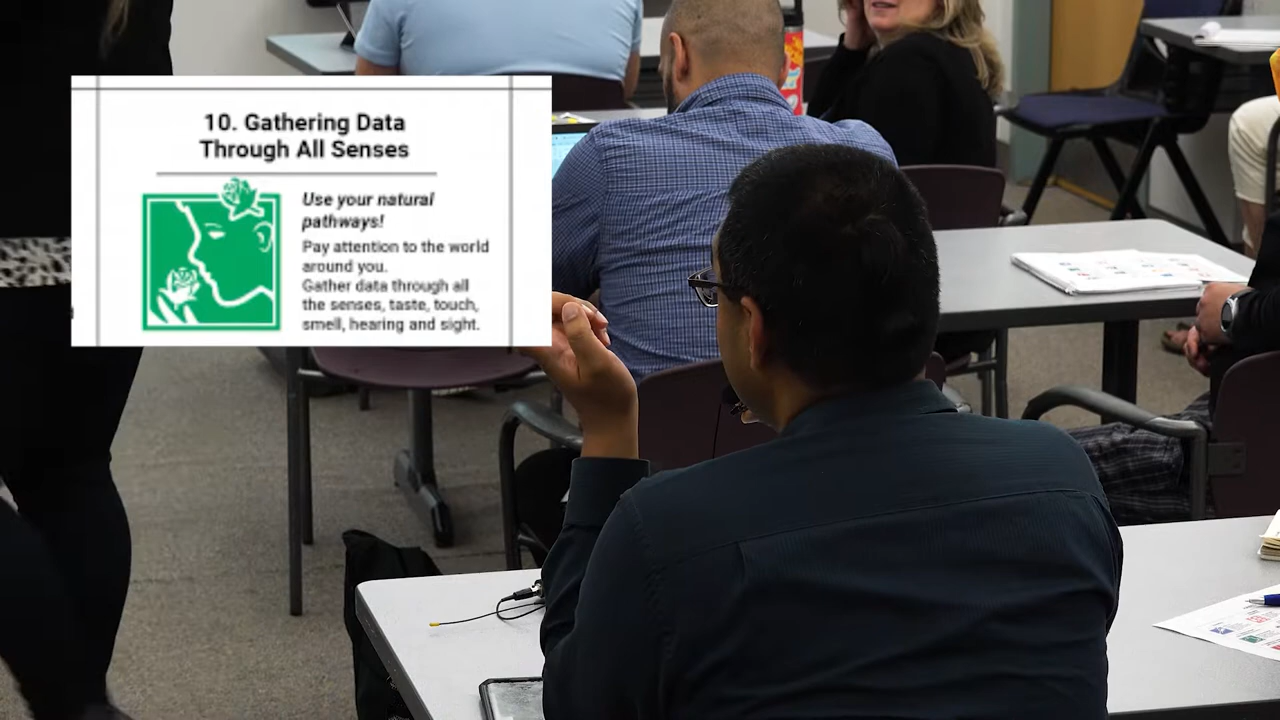 10. Gathering Data
Through All Senses
Use your natural
pathways!
Pay attention to the world
around you.
Gather data through all
the senses, taste, touch,
smell, hearing and sight.